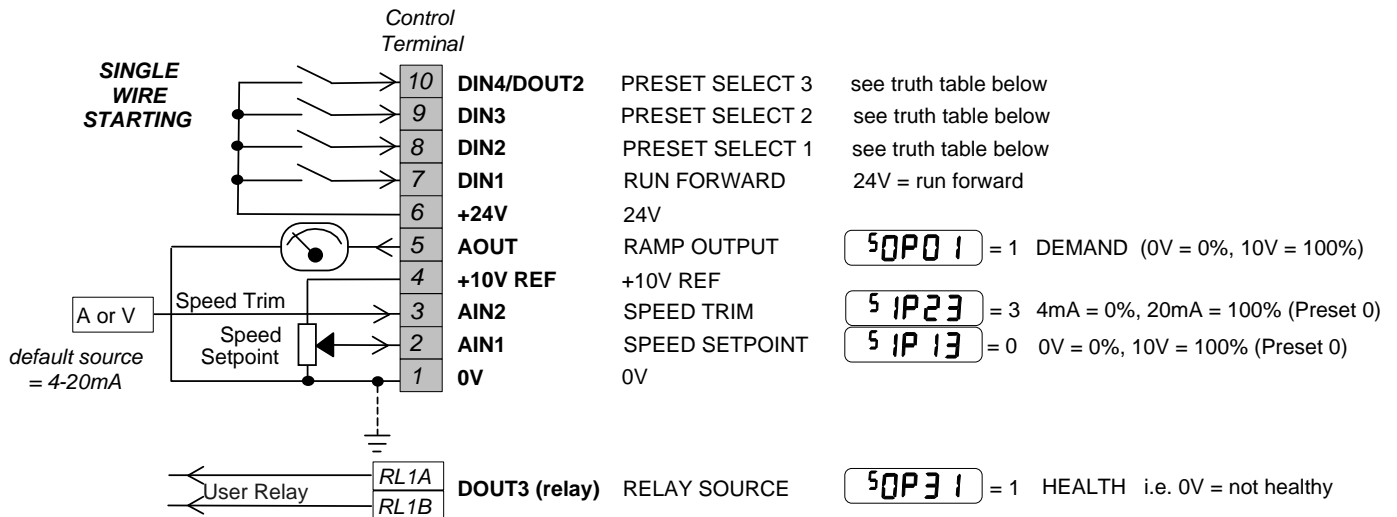 Control
Terminal
SINGLE
WIRE
STARTING
10 DIN4/DOUT2 PRESET SELECT 3 see truth table below
9 DIN3 PRESET SELECT 2 see truth table below
8 DIN2 PRESET SELECT 1 see truth table below
7 DIN1 RUN FORWARD 24V = run forward
6 +24V 24V
5 AOUT RAMP OUTPUT SOP01 = 1 DEMAND (0V = 0%, 10V = 100%)
4 +10V REF +10V REF
A or V Speed Trim 3 AIN2 SPEED TRIM SIP23 = 3 4mA = 0%, 20mA = 100% (Preset 0)
Speed
Setpoint 2 AIN1 SPEED SETPOINT SIP13 = 0 0V = 0%, 10V = 100% (Preset 0)
default source
= 4-20mA
1 0V 0V
RL1A
User Relay DOUT3 (relay) RELAY SOURCE SOP31 = 1 HEALTH i.e. 0V = not healthy
RL1B